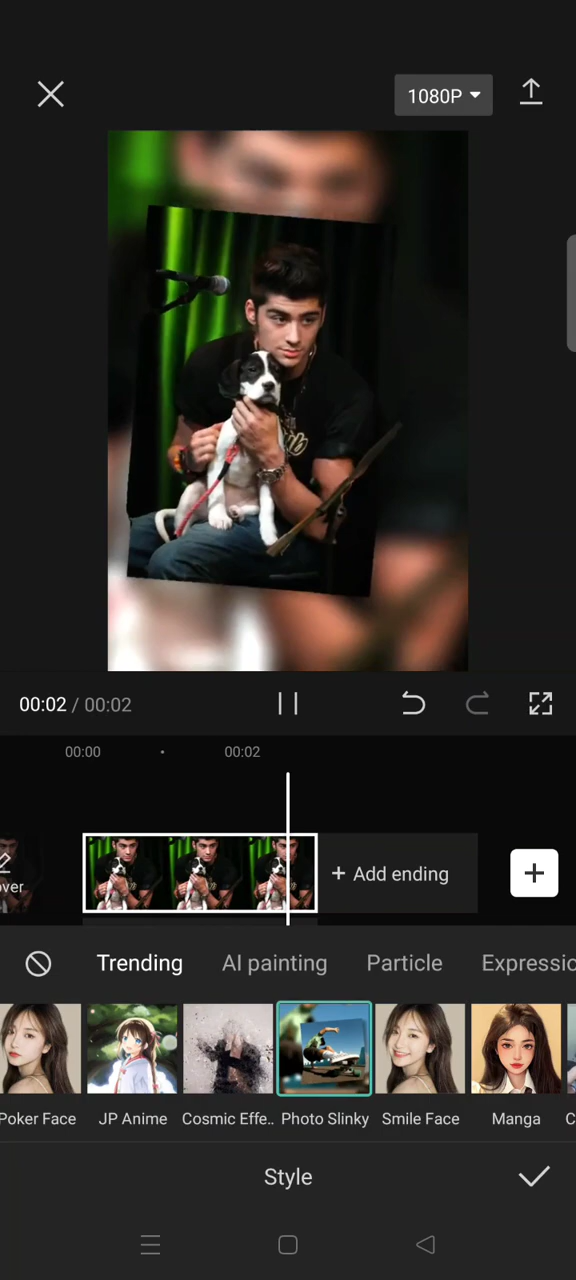 1080P
00:02 / 00:02
00:00
00:02
over
+ Add ending
Trending
AI painting
Particle
Expressio
Poker Face
JP Anime
Cosmic Effe..
Photo Slinky
Smile Face
Manga
C
Style